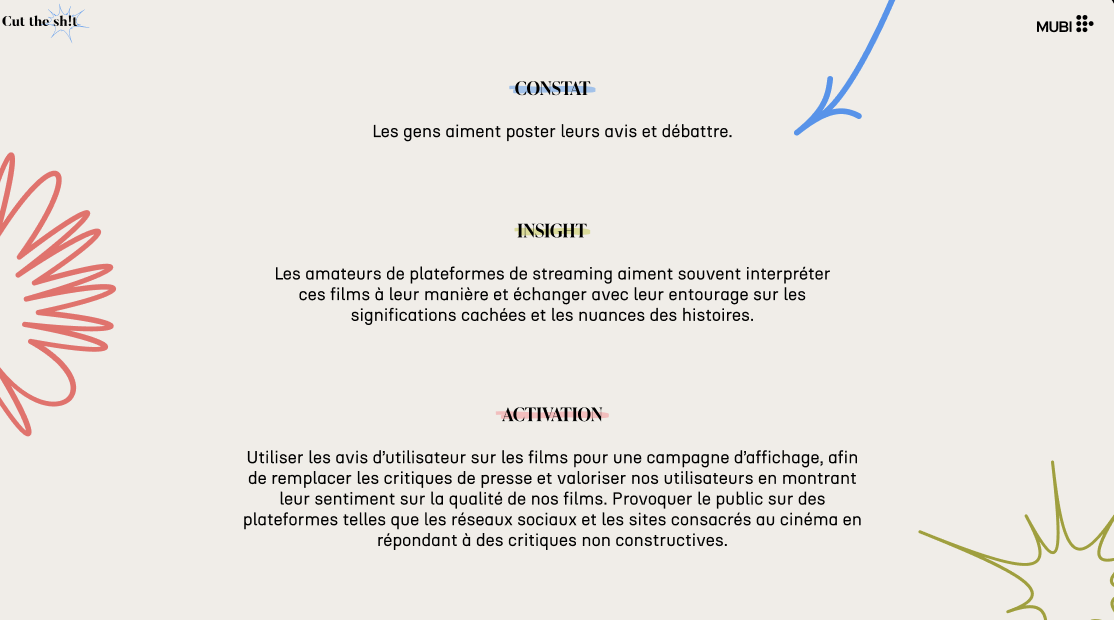 Cut the sh!t
MUBI
CONSTAT
Les gens aiment poster leurs avis et débattre.
INSIGHT
Les amateurs de plateformes de streaming aiment souvent interpréter
ces films à leur manière et échanger avec leur entourage sur les
significations cachées et les nuances des histoires.
ACTIVATION
Utiliser les avis d’utilisateur sur les films pour une campagne d’affichage, afin
de remplacer les critiques de presse et valoriser nos utilisateurs en montrant
leur sentiment sur la qualité de nos films. Provoquer le public sur des
plateformes telles que les réseaux sociaux et les sites consacrés au cinéma en
répondant à des critiques non constructives.